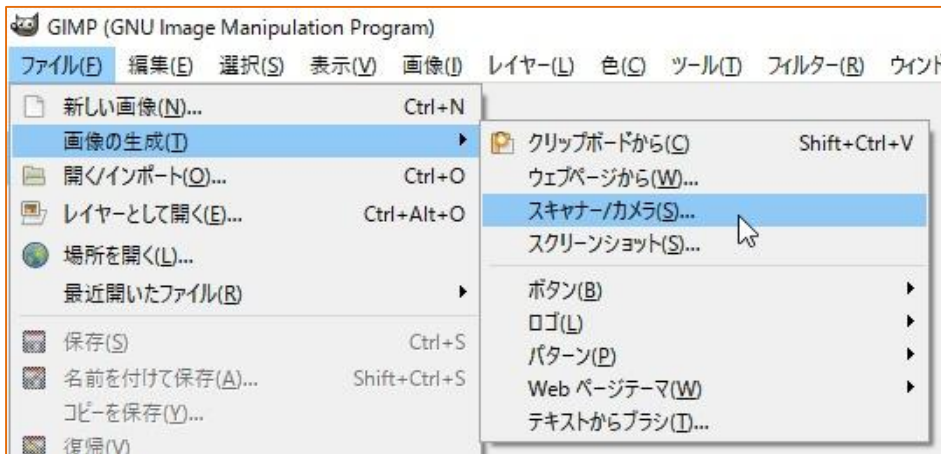 GIMP (GNU Image Manipulation Program)
ファイル(F) 編集(E) 選択(S) 表示(V) 画像(I) レイヤー(L) 色(C) ツール(T) フィルター(R) ウィンド
新しい画像(N)... Ctrl+N
画像の生成(T)
開く/インポート(O)... Ctrl+O
レイヤーとして開く(E)... Ctrl+Alt+O
場所を開く(L)...
最近開いたファイル(R)
保存(S) Ctrl+S
名前を付けて保存(A)... Shift+Ctrl+S
コピーを保存(Y)...
復帰(V)
クリップボードから(C) Shift+Ctrl+V
ウェブページから(W)...
スキャナー/カメラ(S)...
スクリーンショット(S)...
ボタン(B)
ロゴ(L)
パターン(P)
Web ページテーマ(W)
テキストからブラシ(T)...